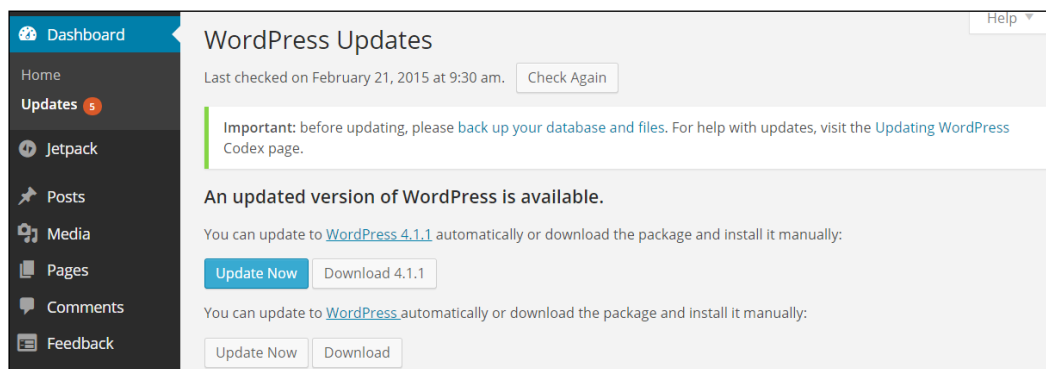 Dashboard
Home
Updates 5
Jetpack
Posts
Media
Pages
Comments
Feedback
Help
WordPress Updates
Last checked on February 21, 2015 at 9:30 am. Check Again
Important: before updating, please back up your database and files. For help with updates, visit the Updating WordPress
Codex page.
An updated version of WordPress is available.
You can update to WordPress 4.1.1 automatically or download the package and install it manually:
Update Now Download 4.1.1
You can update to WordPress automatically or download the package and install it manually:
Update Now Download